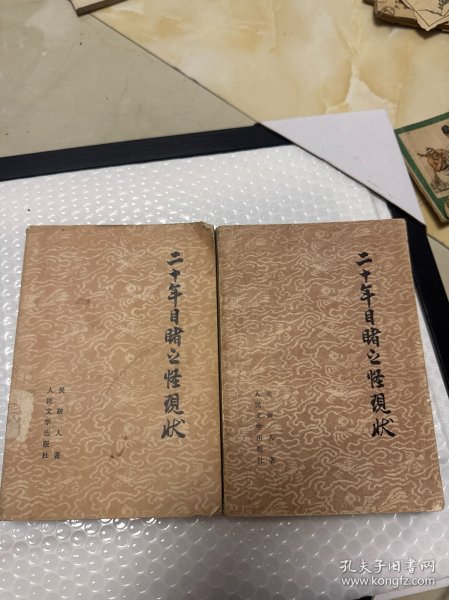 二十年目睹之怪现状
吴趼人著
人民文学出版社
二十年目睹之怪现状
吴趼人著
人民文学出版社
孔夫子旧书网
www.kongfz.com